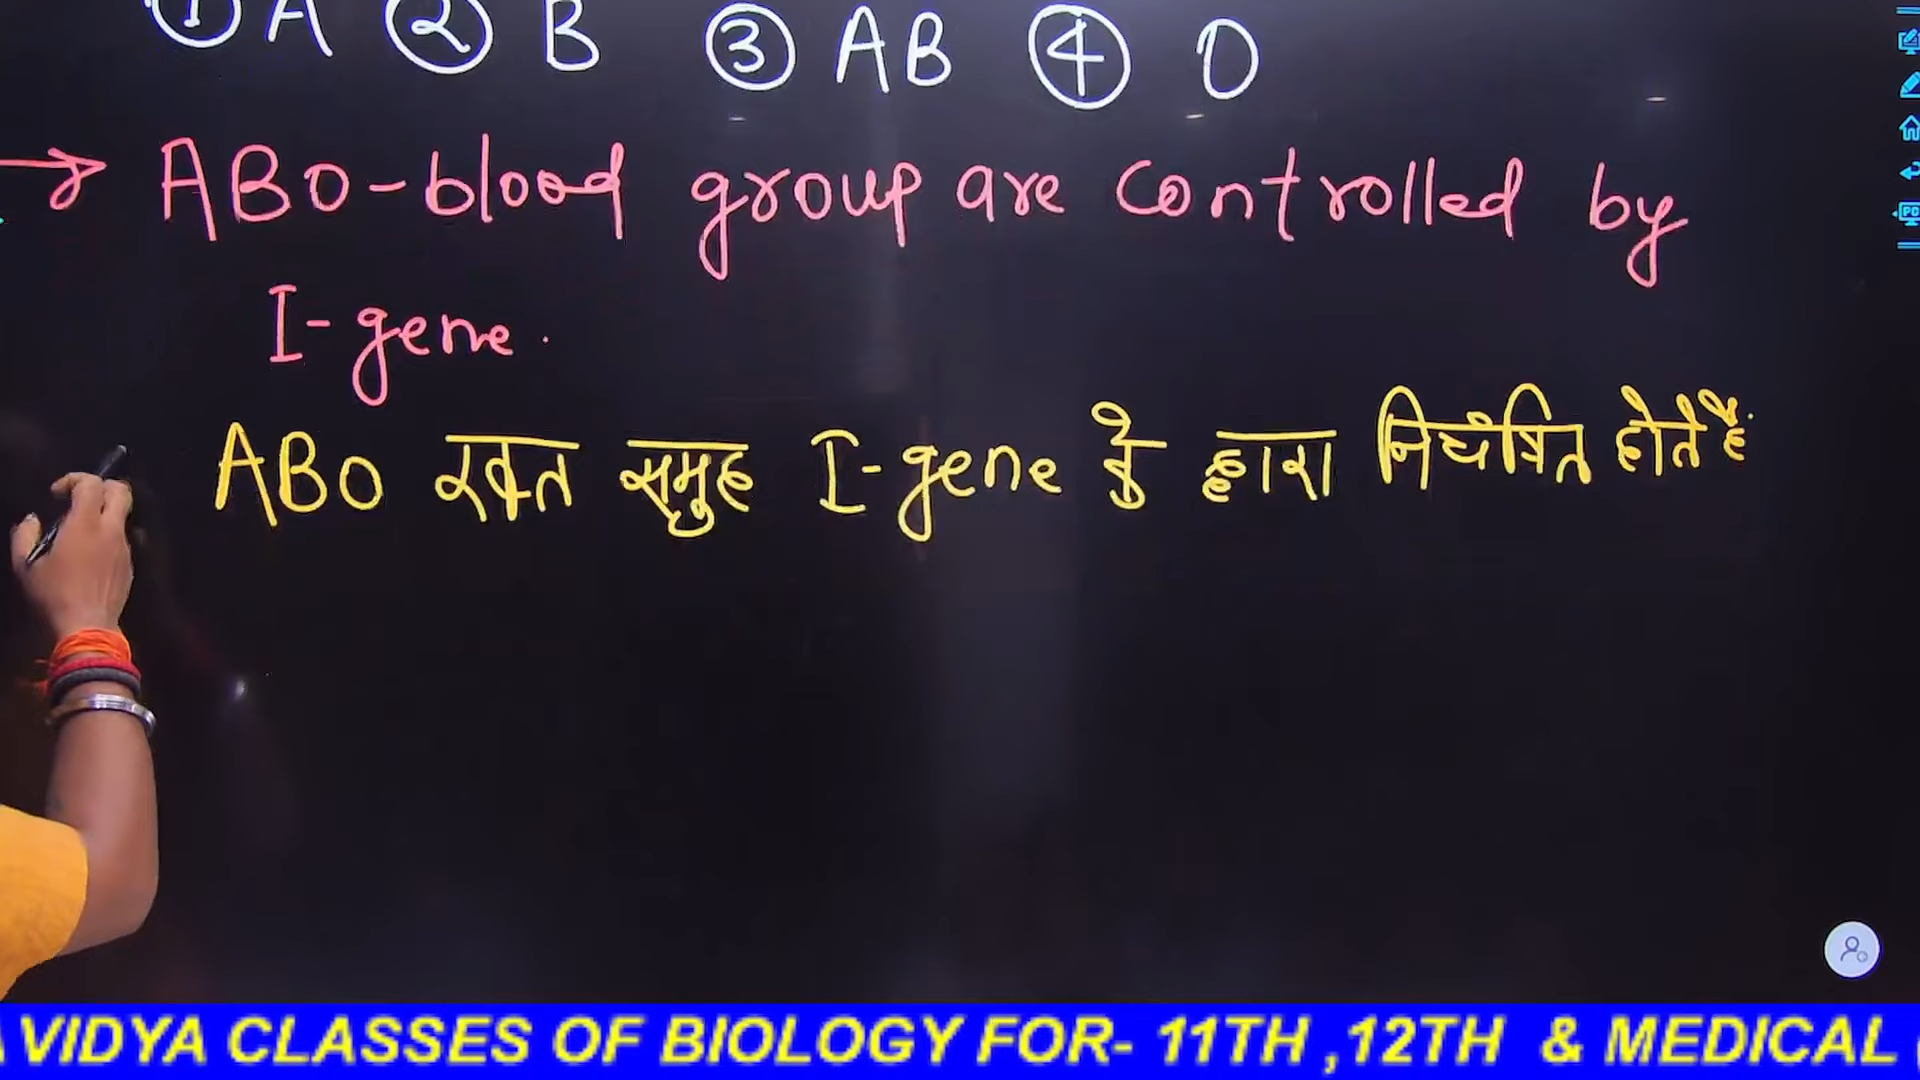 ① A ② B ③ AB ④ O
→ ABO-blood group are controlled by
I-gene.
ABO रक्त समुह I-gene के द्वारा नियंत्रित होते हैं.
VIDYA CLASSES OF BIOLOGY FOR- 11TH ,12TH & MEDICAL